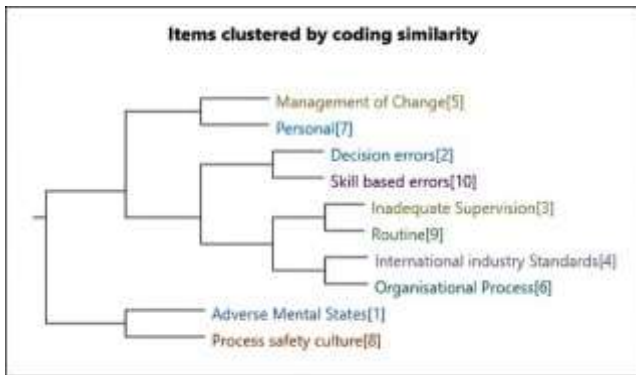 Items clustered by coding similarity
Management of Change[5]
Personal[7]
Decision errors[2]
Skill based errors[10]
Inadequate Supervision[3]
Routine[9]
International industry Standards[4]
Organisational Process[6]
Adverse Mental States[1]
Process safety culture[8]